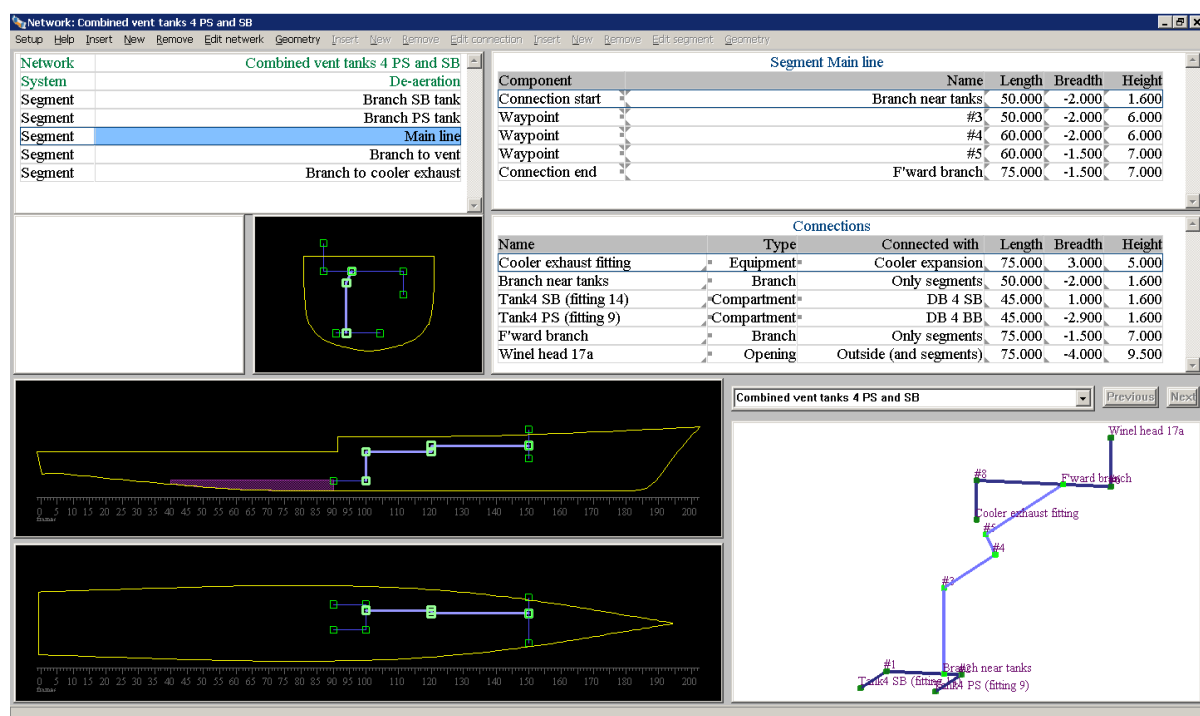 Network: Combined vent tanks 4 PS and SB
Setup Help Insert New Remove Edit network Geometry Insert New Remove Edit connection Insert New Remove Edit segment Geometry
Network Combined vent tanks 4 PS and SB
System De-aeration
Segment Branch SB tank
Segment Branch PS tank
Segment Main line
Segment Branch to vent
Segment Branch to cooler exhaust
Segment Main line
Component Name Length Breadth Height
Connection start Branch near tanks 50.000 -2.000 1.600
Waypoint #3 50.000 -2.000 6.000
Waypoint #4 60.000 -2.000 6.000
Waypoint #5 60.000 -1.500 7.000
Connection end F'ward branch 75.000 -1.500 7.000
Connections
Name Type Connected with Length Breadth Height
Cooler exhaust fitting Equipment Cooler expansion 75.000 3.000 5.000
Branch near tanks Branch Only segments 50.000 -2.000 1.600
Tank4 SB (fitting 14) Compartment DB 4 SB 45.000 1.000 1.600
Tank4 PS (fitting 9) Compartment DB 4 BB 45.000 -2.900 1.600
F'ward branch Branch Only segments 75.000 -1.500 7.000
Winel head 17a Opening Outside (and segments) 75.000 -4.000 9.500
Combined vent tanks 4 PS and SB Previous Next
0 5 10 15 20 25 30 35 40 45 50 55 60 65 70 75 80 85 90 95 100 110 120 130 140 150 160 170 180 190 200
0 5 10 15 20 25 30 35 40 45 50 55 60 65 70 75 80 85 90 95 100 110 120 130 140 150 160 170 180 190 200
Winel head 17a
#8
F'ward branch
Cooler exhaust fitting
#4
#3
#1
Branch near tanks
Tank4 SB (fitting
Tank4 PS (fitting 9)